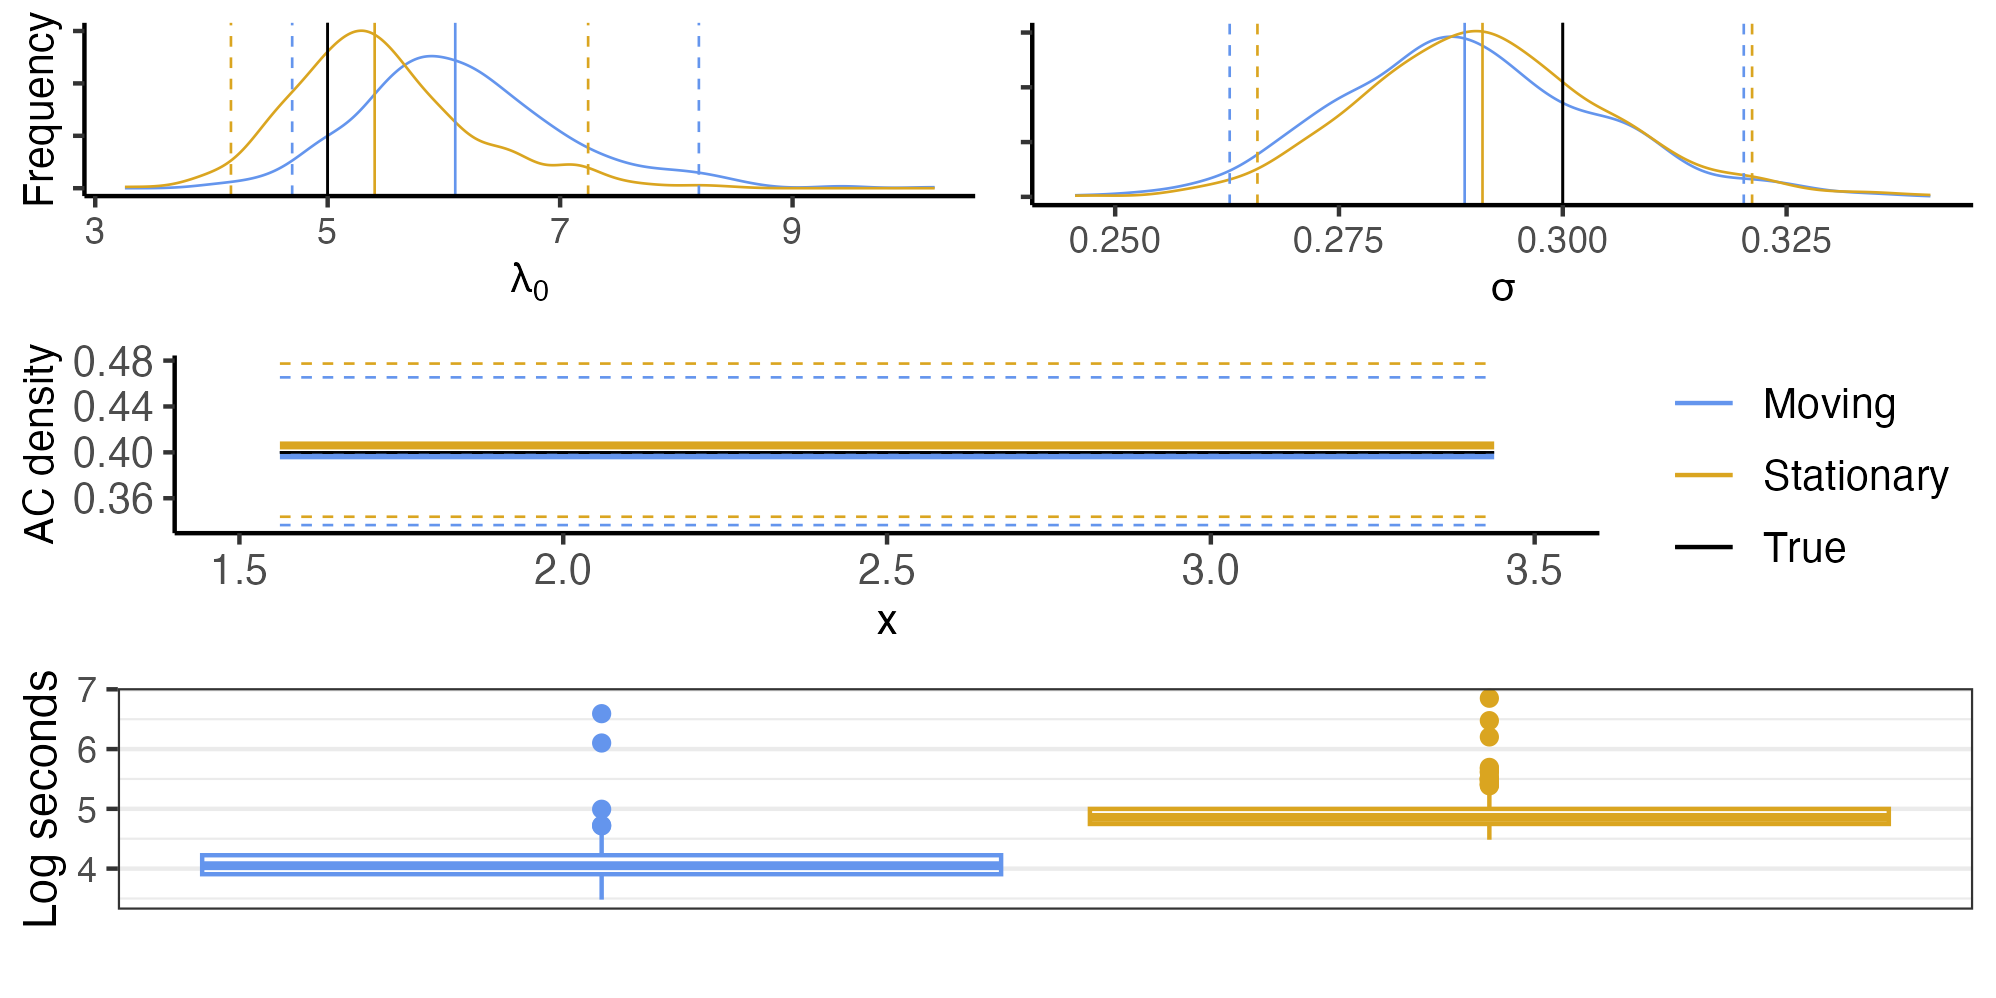 Frequency
3 5 7 9
λ0
0.250 0.275 0.300 0.325
σ
AC density
0.48
0.44
0.40
0.36
1.5 2.0 2.5 3.0 3.5
x
Moving
Stationary
True
Log seconds
7
6
5
4